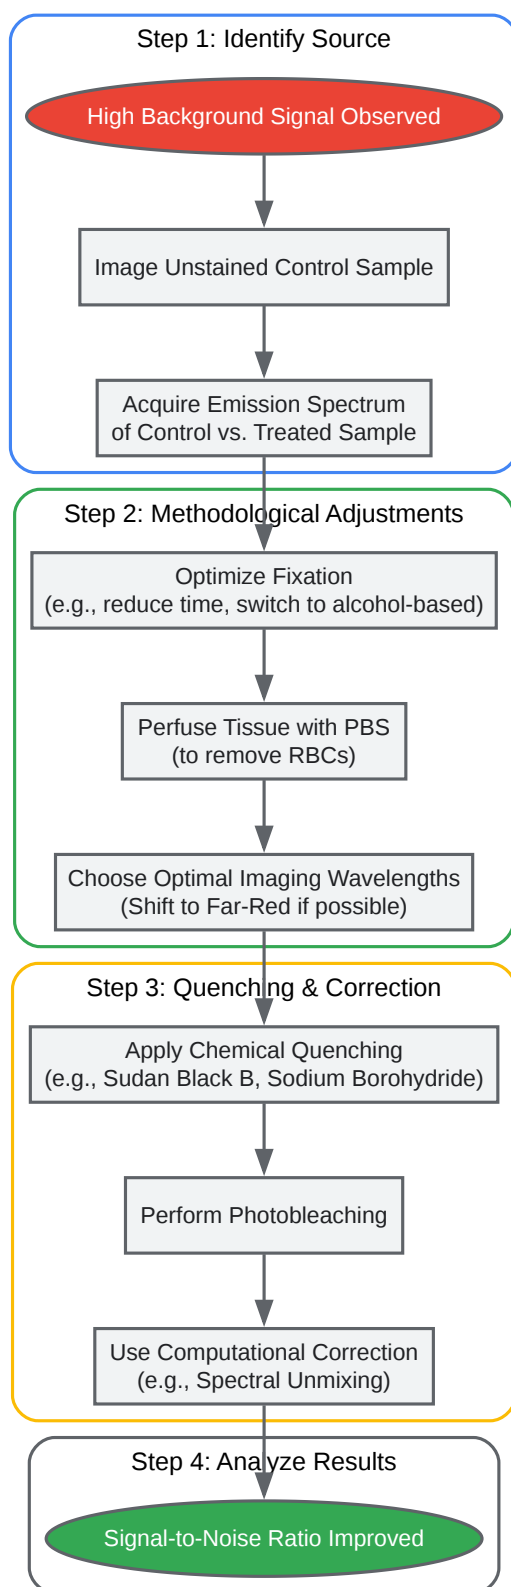 Step 1: Identify Source
High Background Signal Observed
Image Unstained Control Sample
Acquire Emission Spectrum
of Control vs. Treated Sample
Step 2: Methodological Adjustments
Optimize Fixation
(e.g., reduce time, switch to alcohol-based)
Perfuse Tissue with PBS
(to remove RBCs)
Choose Optimal Imaging Wavelengths
(Shift to Far-Red if possible)
Step 3: Quenching & Correction
Apply Chemical Quenching
(e.g., Sudan Black B, Sodium Borohydride)
Perform Photobleaching
Use Computational Correction
(e.g., Spectral Unmixing)
Step 4: Analyze Results
Signal-to-Noise Ratio Improved